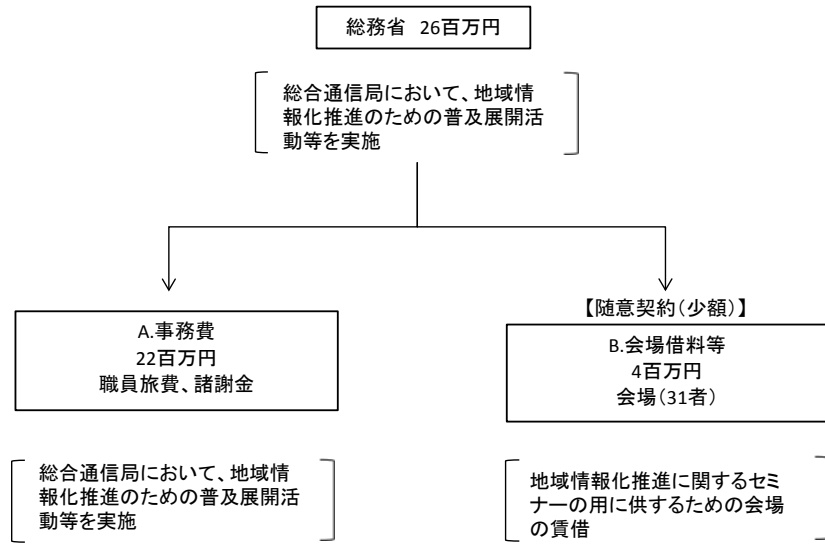 総務省 26百万円
総合通信局において、地域情
報化推進のための普及展開活
動等を実施
A.事務費
22百万円
職員旅費、諸謝金
総合通信局において、地域情
報化推進のための普及展開活
動等を実施
【随意契約(少額)】
B.会場借料等
4百万円
会場(31者)
地域情報化推進に関するセミ
ナーの用に供するための会場
の賃借